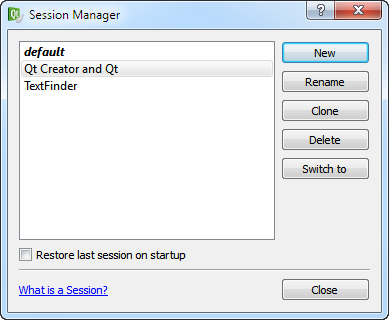 Session Manager
default
Qt Creator and Qt
TextFinder
New
Rename
Clone
Delete
Switch to
Restore last session on startup
What is a Session?
Close